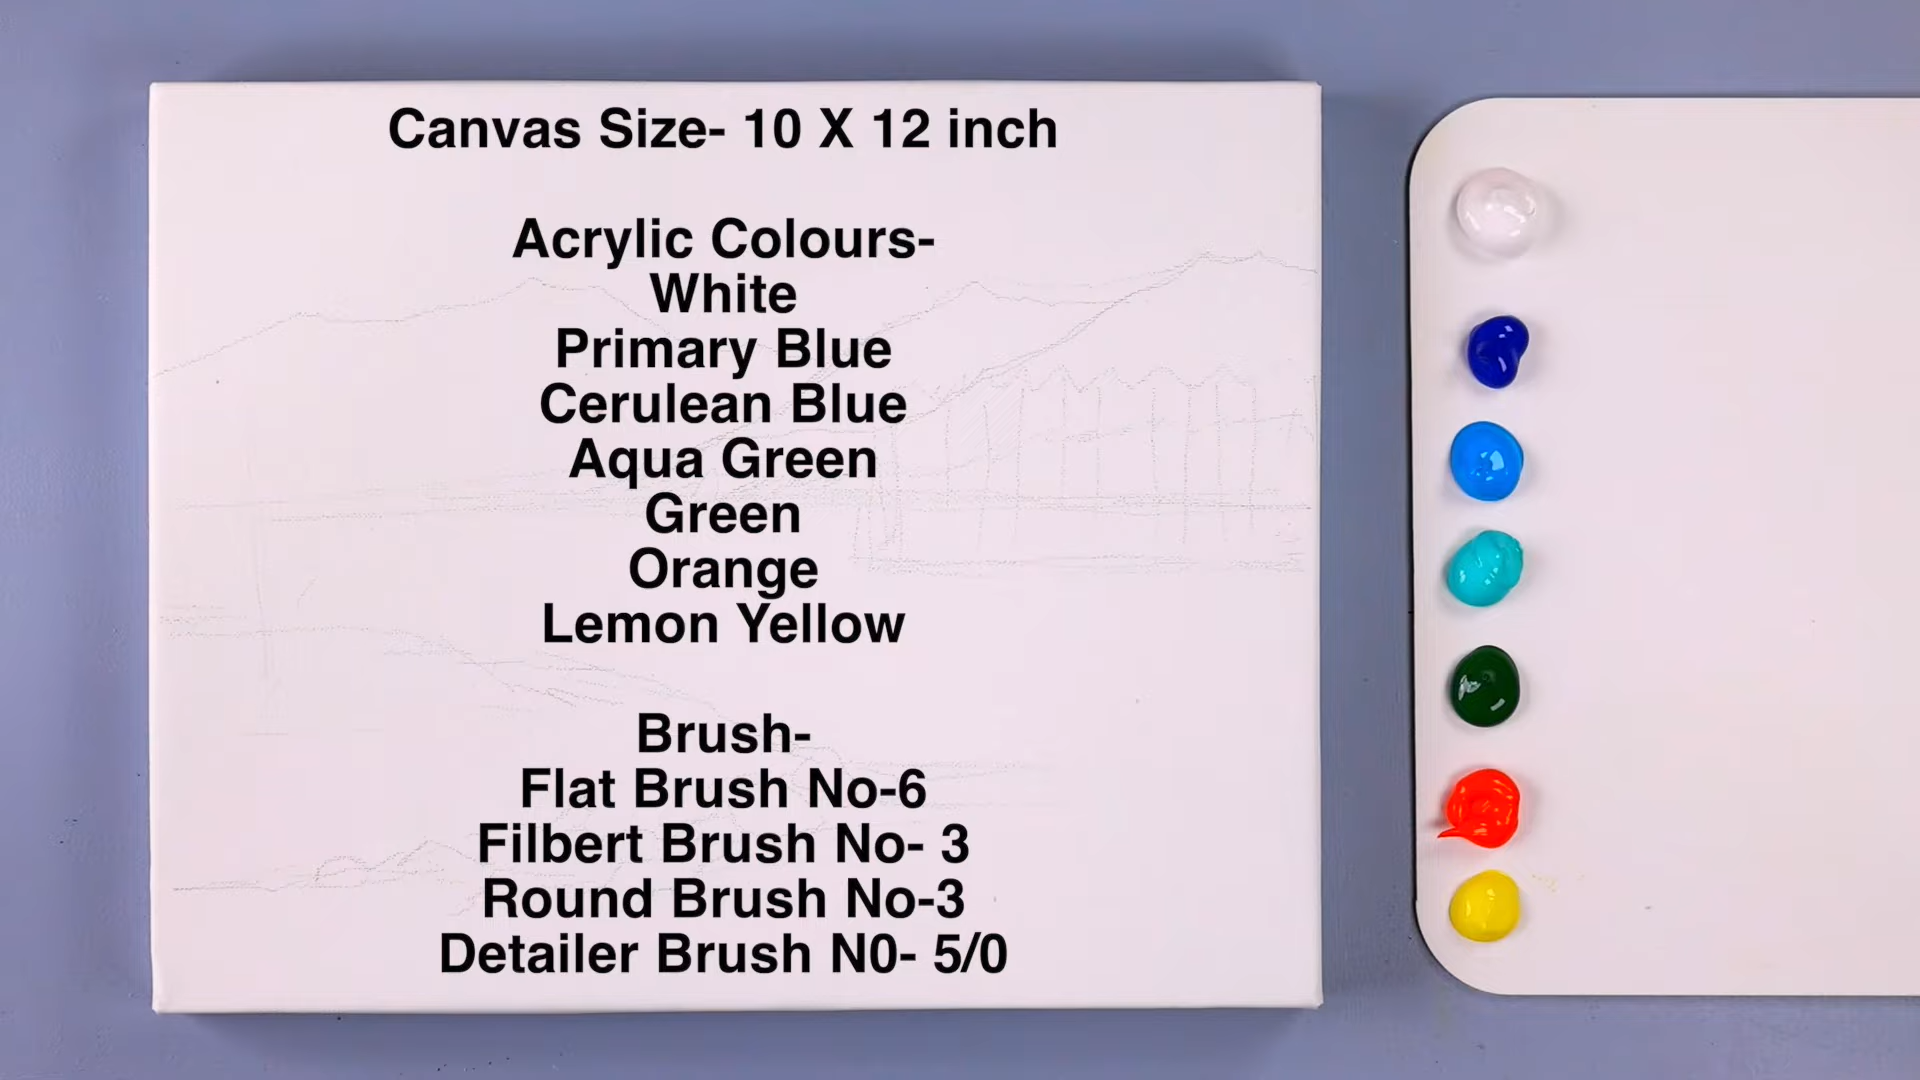 Canvas Size- 10 X 12 inch
Acrylic Colours-
White
Primary Blue
Cerulean Blue
Aqua Green
Green
Orange
Lemon Yellow
Brush-
Flat Brush No-6
Filbert Brush No- 3
Round Brush No-3
Detailer Brush N0- 5/0